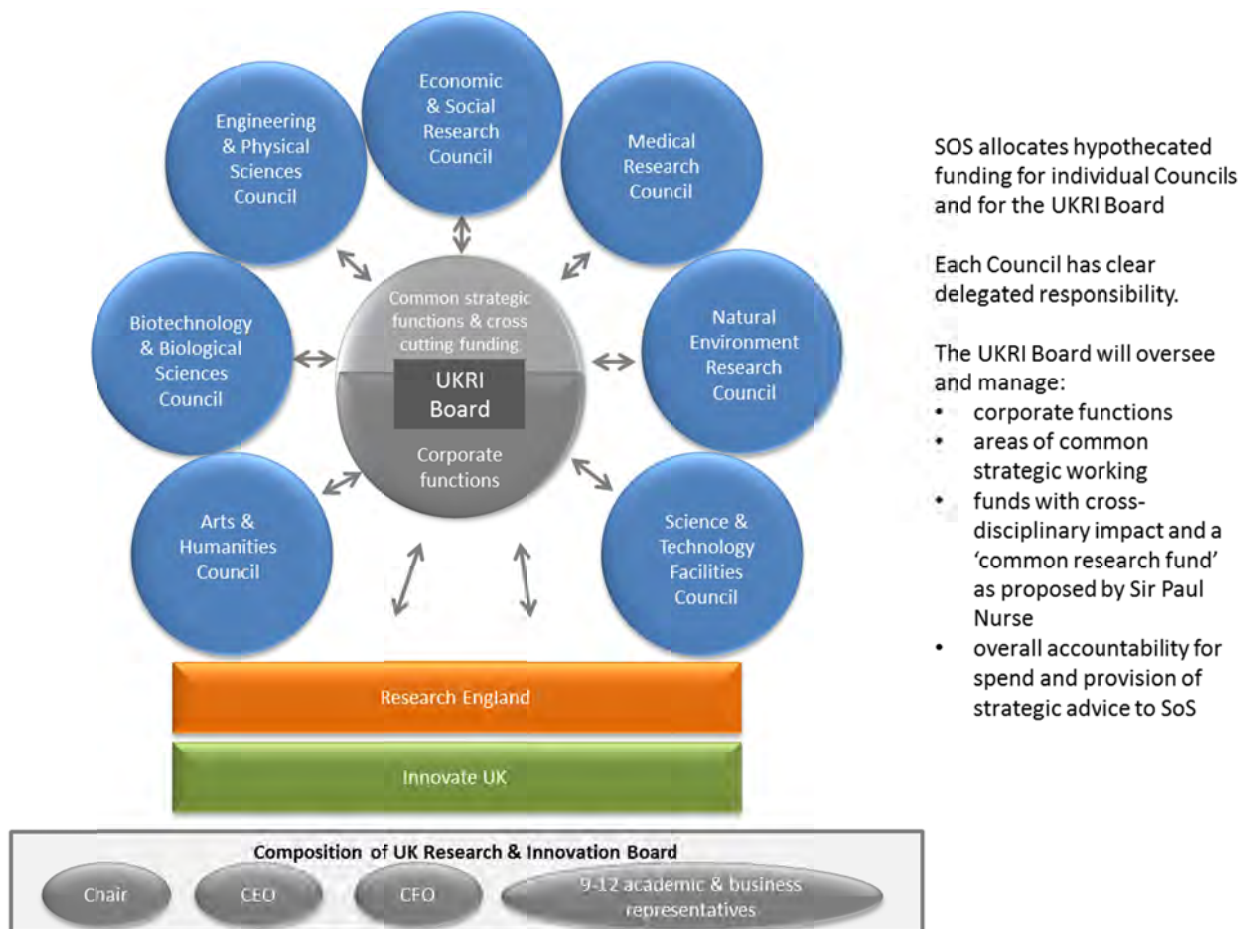 Economic
& Social
Research
Council
Engineering
& Physical
Sciences
Council
Medical
Research
Council
Biotechnology
& Biological
Sciences
Council
Natural
Environment
Research
Council
Arts &
Humanities
Council
Science &
Technology
Facilities
Council
Common strategic
functions & cross
cutting funding
UKRI
Board
Corporate
functions
Research England
Innovate UK
Composition of UK Research & Innovation Board
Chair
CEO
CFO
9-12 academic & business
representatives
SOS allocates hypothecated
funding for individual Councils
and for the UKRI Board
Each Council has clear
delegated responsibility.
The UKRI Board will oversee
and manage:
• corporate functions
• areas of common
strategic working
• funds with cross-
disciplinary impact and a
‘common research fund’
as proposed by Sir Paul
Nurse
• overall accountability for
spend and provision of
strategic advice to SoS